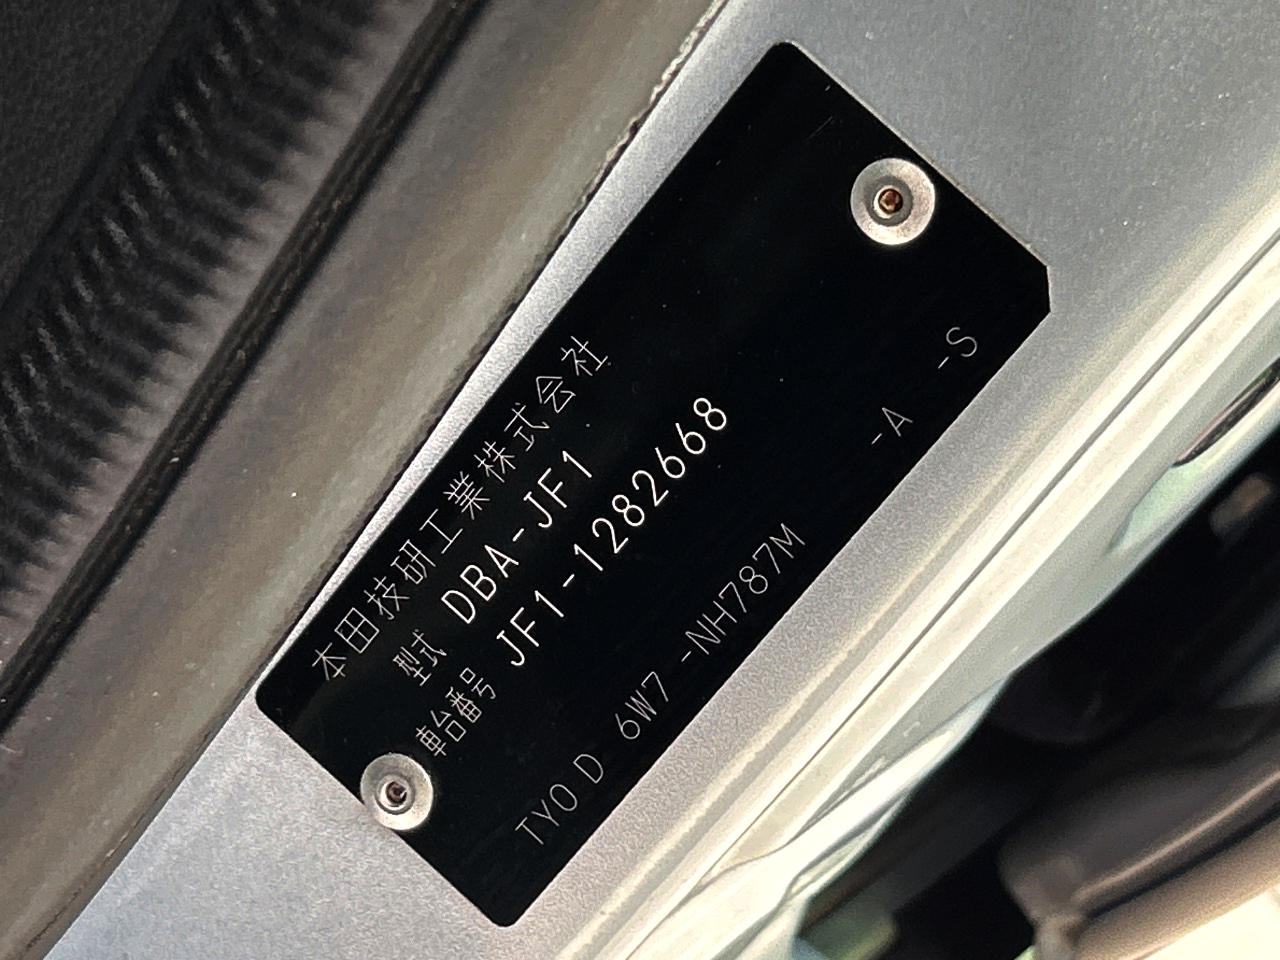 本田技研工業株式会社
型式 DBA-JF1
車台番号 JF1-1282668
TYO D 6W7 -NH787M -A -S